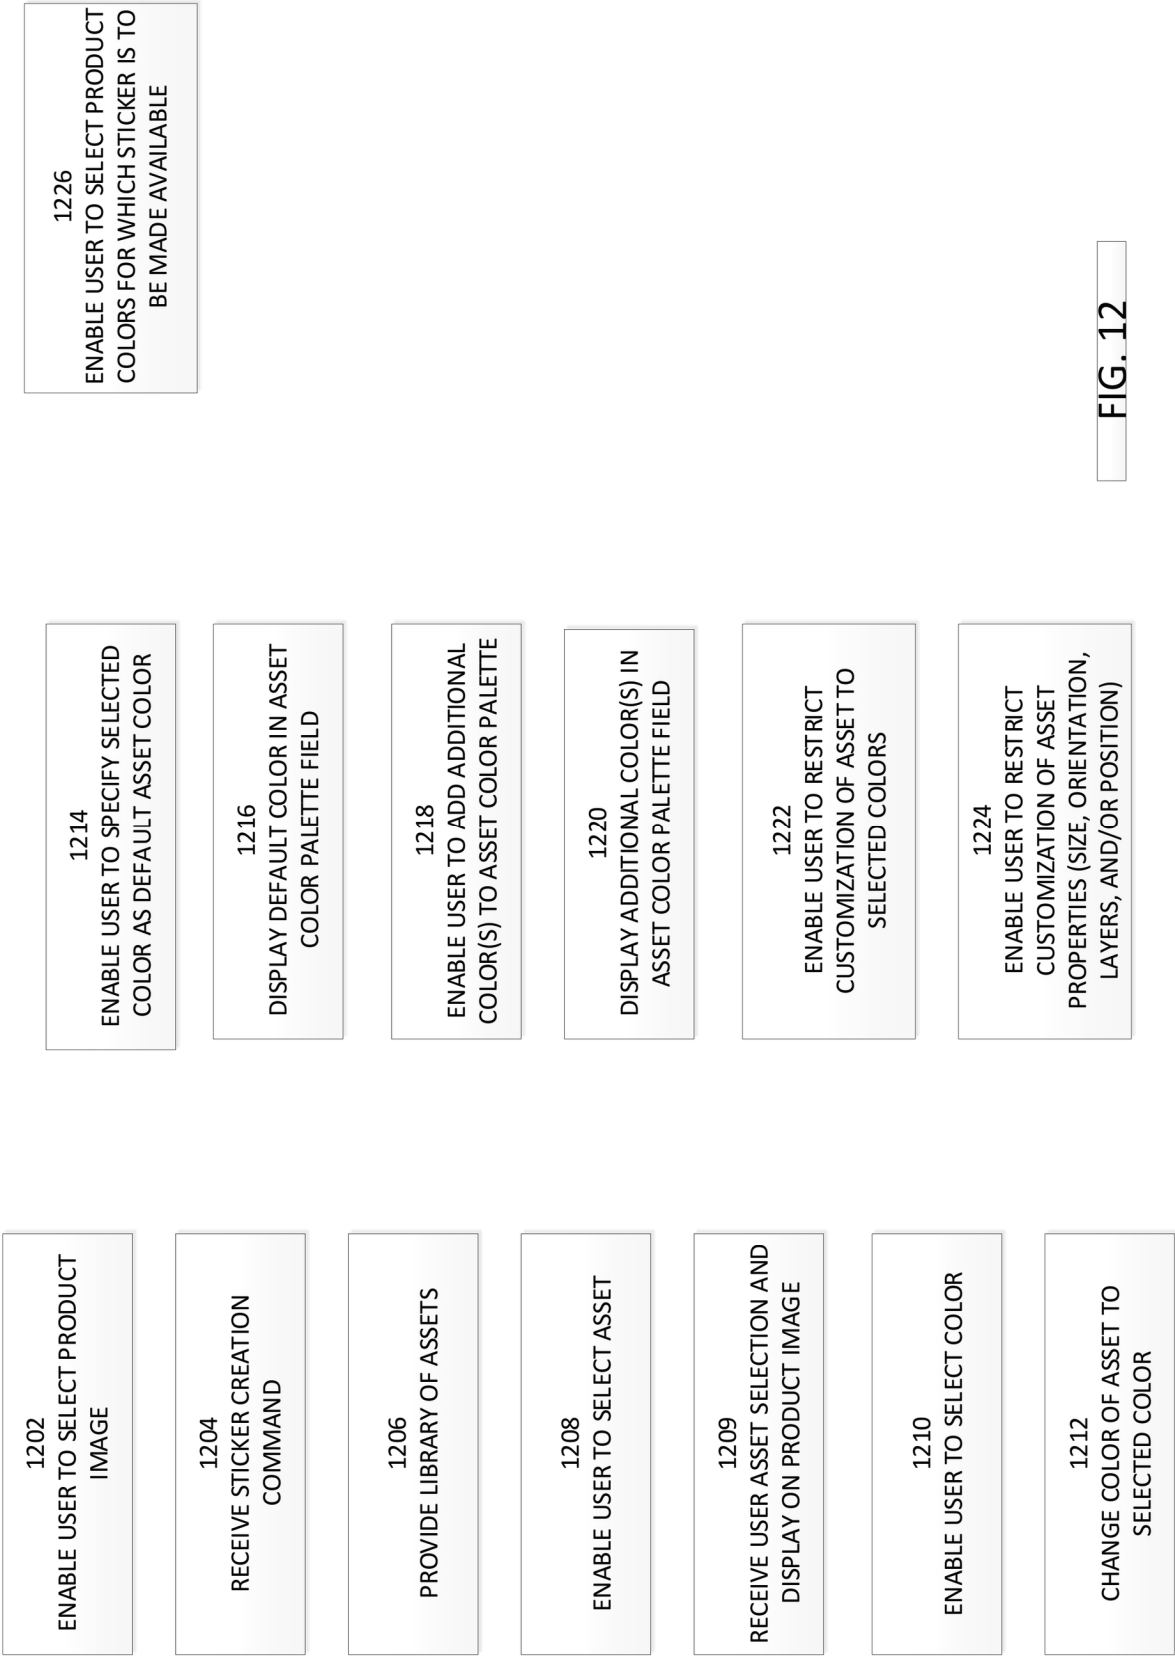 1202
ENABLE USER TO SELECT PRODUCT
IMAGE
1204
RECEIVE STICKER CREATION
COMMAND
1206
PROVIDE LIBRARY OF ASSETS
1208
ENABLE USER TO SELECT ASSET
1209
RECEIVE USER ASSET SELECTION AND
DISPLAY ON PRODUCT IMAGE
1210
ENABLE USER TO SELECT COLOR
1212
CHANGE COLOR OF ASSET TO
SELECTED COLOR
1214
ENABLE USER TO SPECIFY SELECTED
COLOR AS DEFAULT ASSET COLOR
1216
DISPLAY DEFAULT COLOR IN ASSET
COLOR PALETTE FIELD
1218
ENABLE USER TO ADD ADDITIONAL
COLOR(S) TO ASSET COLOR PALETTE
1220
DISPLAY ADDITIONAL COLOR(S) IN
ASSET COLOR PALETTE FIELD
1222
ENABLE USER TO RESTRICT
CUSTOMIZATION OF ASSET TO
SELECTED COLORS
1224
ENABLE USER TO RESTRICT
CUSTOMIZATION OF ASSET
PROPERTIES (SIZE, ORIENTATION,
LAYERS, AND/OR POSITION)
1226
ENABLE USER TO SELECT PRODUCT
COLORS FOR WHICH STICKER IS TO
BE MADE AVAILABLE
FIG. 12